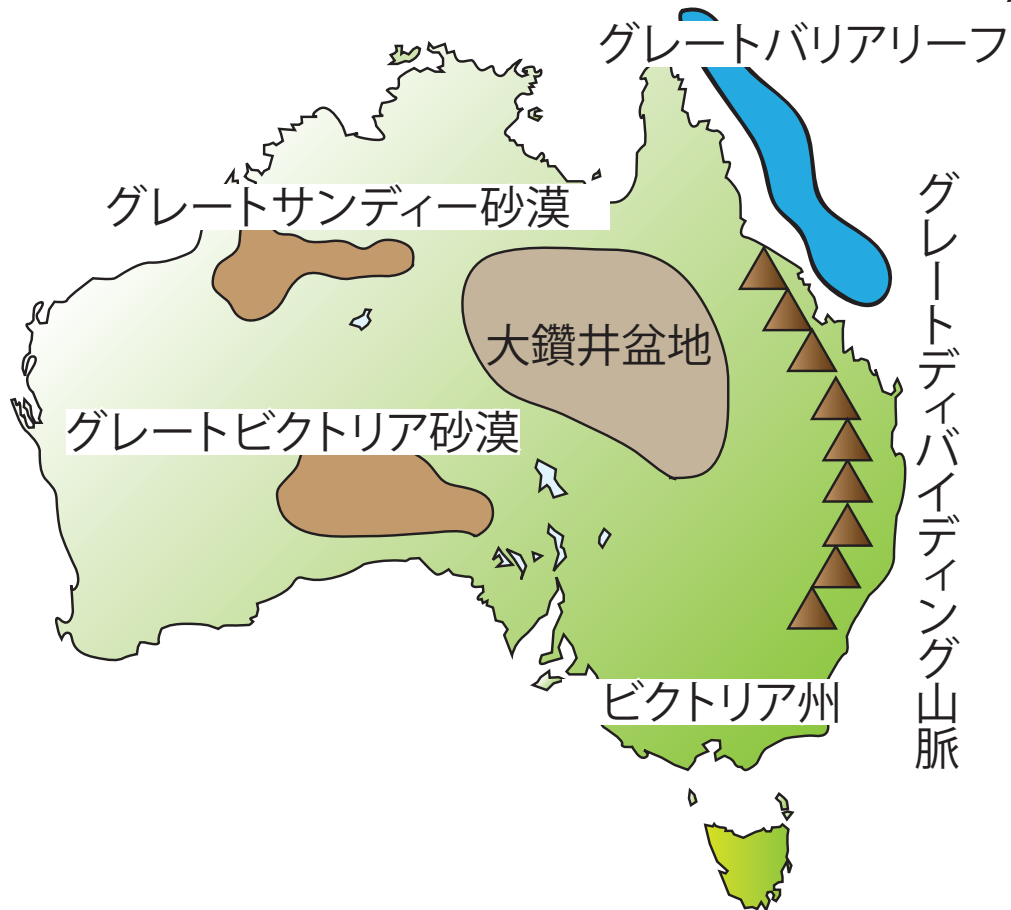 グレートバリアリーフ
グレートサンディー砂漠
グレートディバイディング山脈
大鑽井盆地
グレートビクトリア砂漠
ビクトリア州